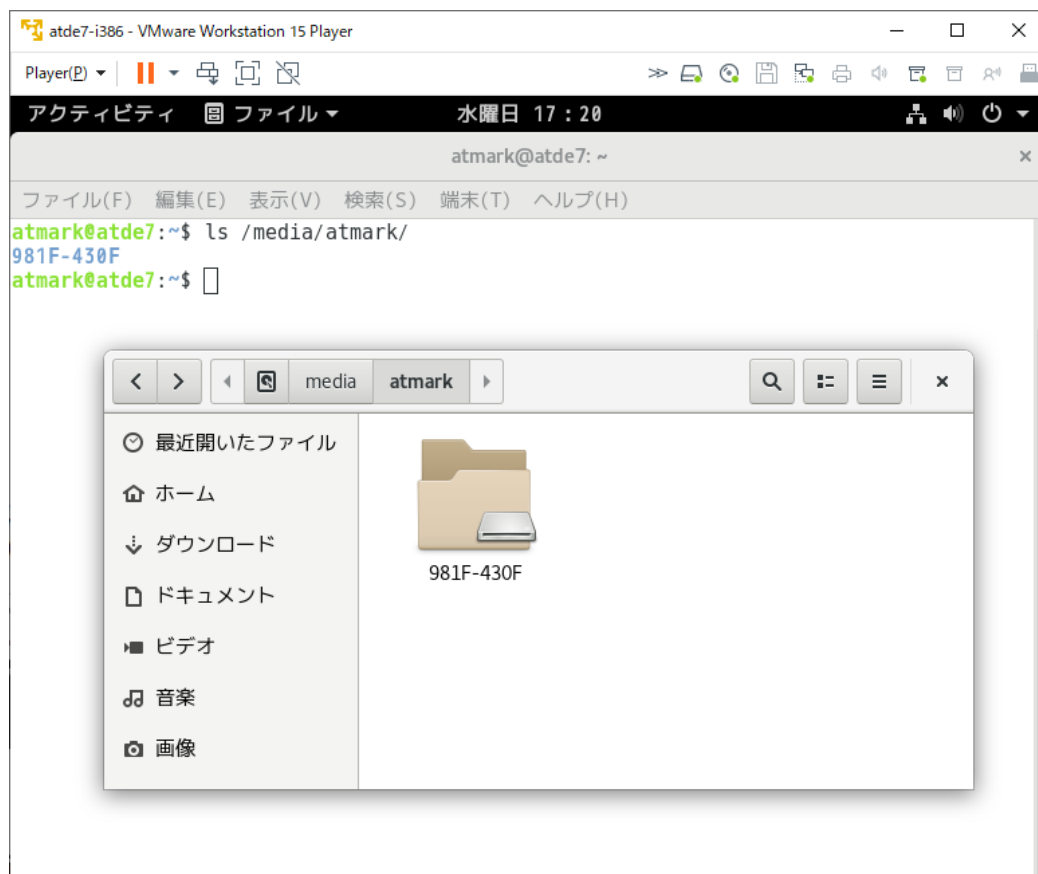 atde7-i386 - VMware Workstation 15 Player
Player(P)
アクティビティ ファイル 水曜日 17：20
atmark@atde7: ~
ファイル(F) 編集(E) 表示(V) 検索(S) 端末(T) ヘルプ(H)
atmark@atde7:~$ ls /media/atmark/
981F-430F
atmark@atde7:~$
media atmark
最近開いたファイル
ホーム
ダウンロード
ドキュメント
ビデオ
音楽
画像
981F-430F